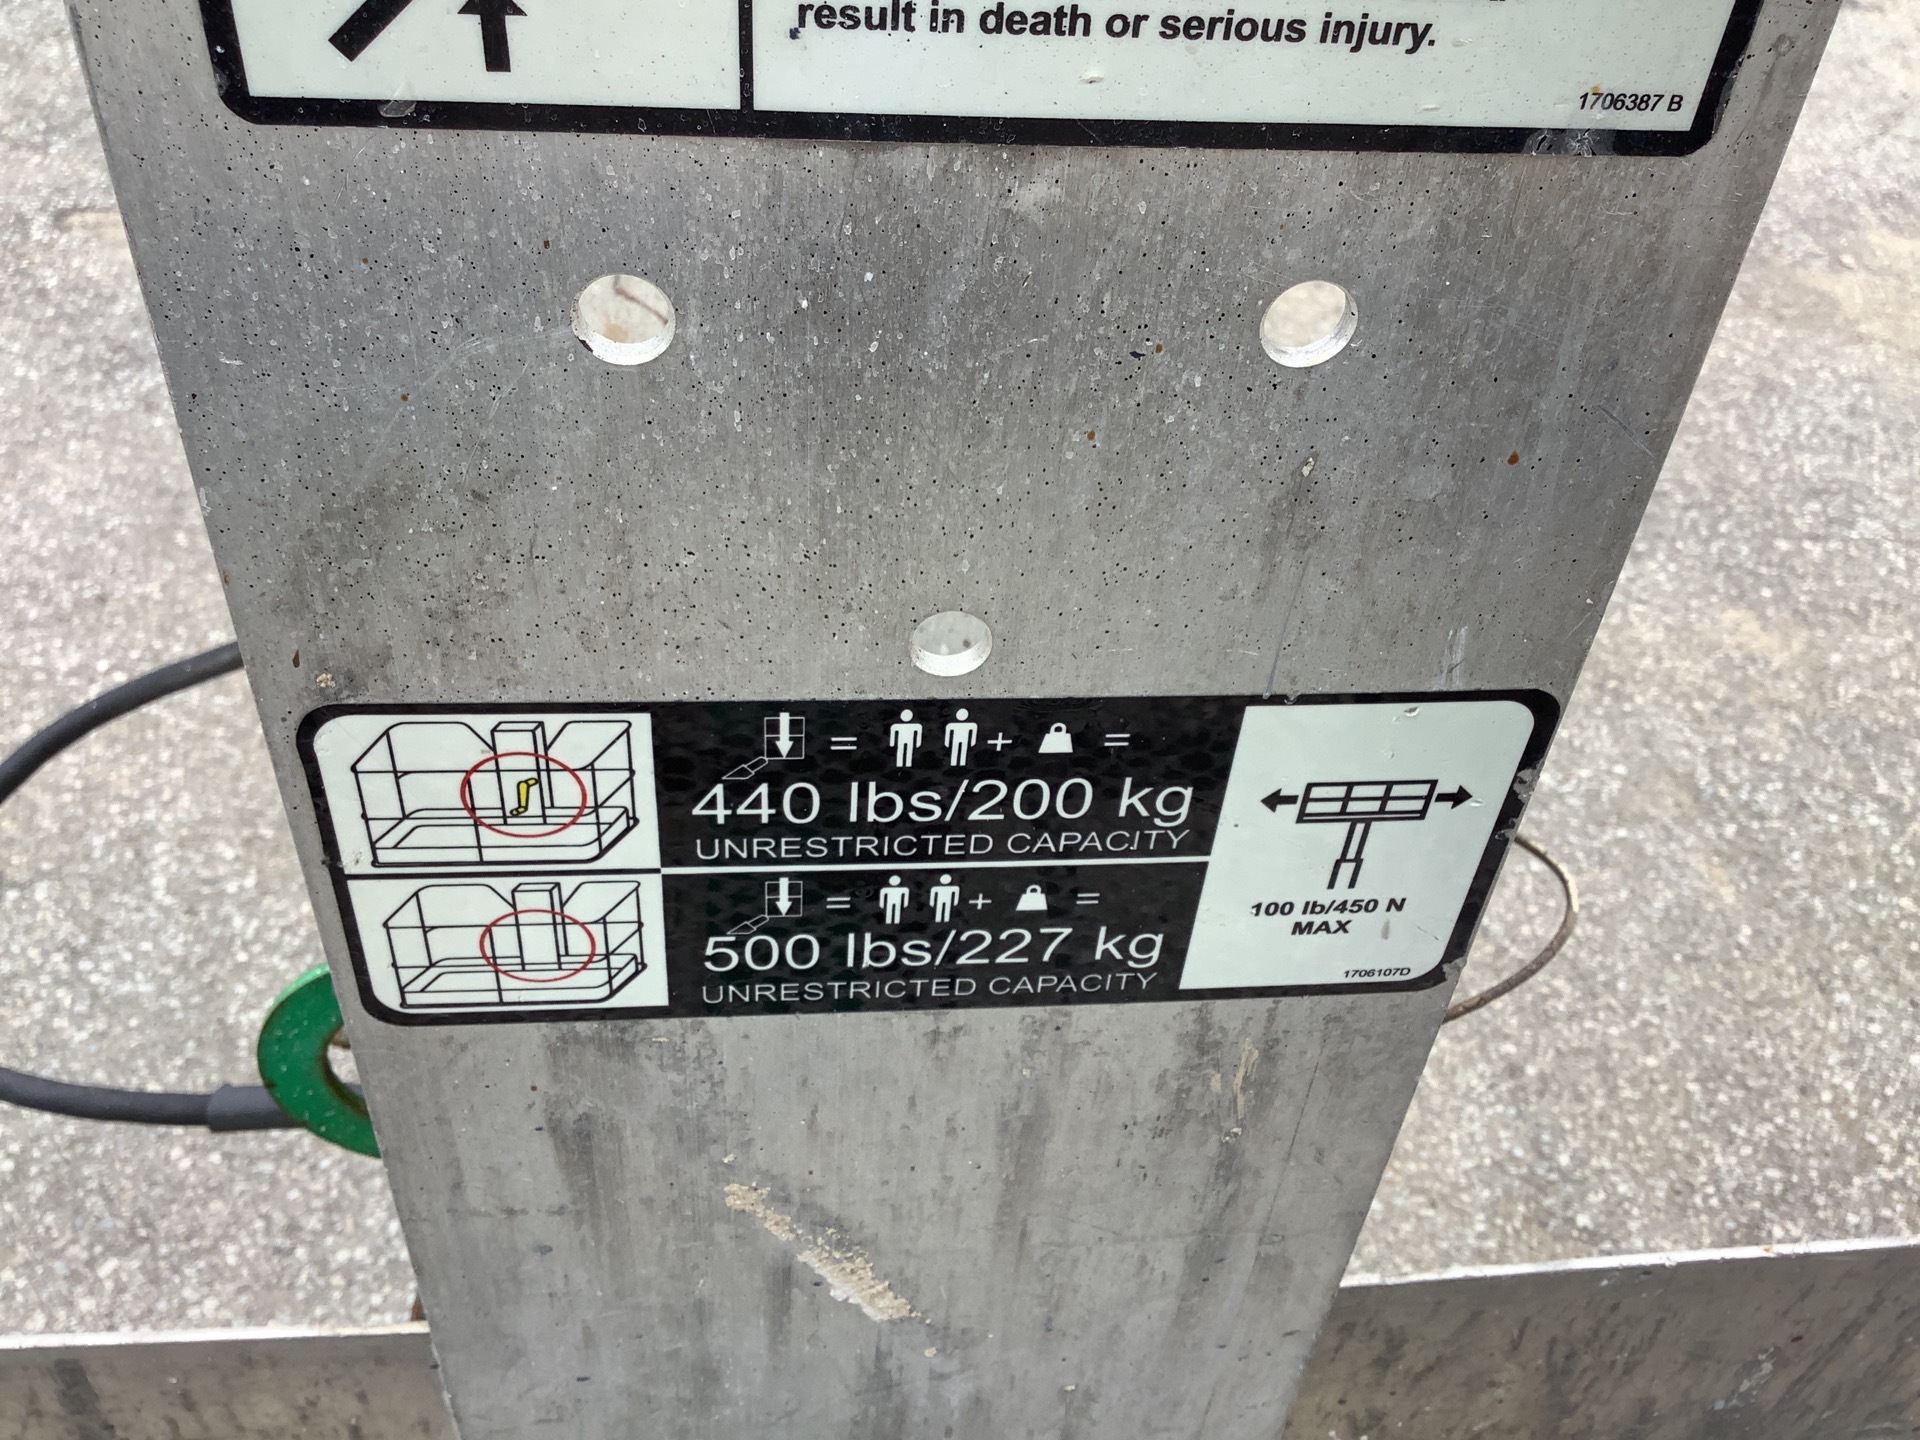 result in death or serious injury.
1706387 B
= + =
440 lbs/200 kg
UNRESTRICTED CAPACITY
= + =
500 lbs/227 kg
UNRESTRICTED CAPACITY
100 lb/450 N
MAX
1706107D